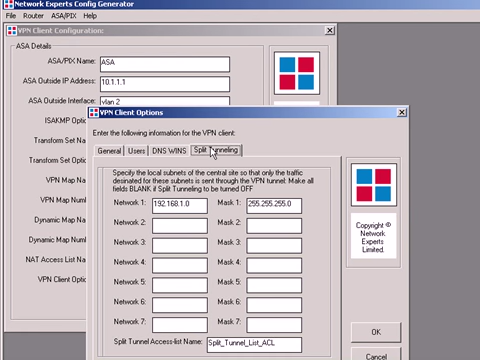 Network Experts Config Generator
File Router ASA/PIX Help
VPN Client Configuration:
ASA Details
ASA/PIX Name: ASA
ASA Outside IP Address: 10.1.1.1
ASA Outside Interface: vlan 2
ISAKMP Opti
Transform Set Na
Transform Set Opti
VPN Map Na
VPN Map Numb
Dynamic Map Na
Dynamic Map Numb
NAT Access List Na
VPN Client Optio
VPN Client Options
Enter the following information for the VPN client:
General Users DNS WINS Split Tunneling
Specify the local subnets of the central site so that only the traffic
desinated for these subnets is sent through the VPN tunnel: Make all
fields BLANK if Split Tunneling to be turned OFF
Network 1: 192.168.1.0 Mask 1: 255.255.255.0
Network 2: Mask 2:
Network 3: Mask 3:
Network 4: Mask 4:
Network 5: Mask 5:
Network 6: Mask 6:
Network 7: Mask 7:
Split Tunnel Access-list Name: Split_Tunnel_List_ACL
Copyright ©
Network
Experts
Limited.
OK
Cancel